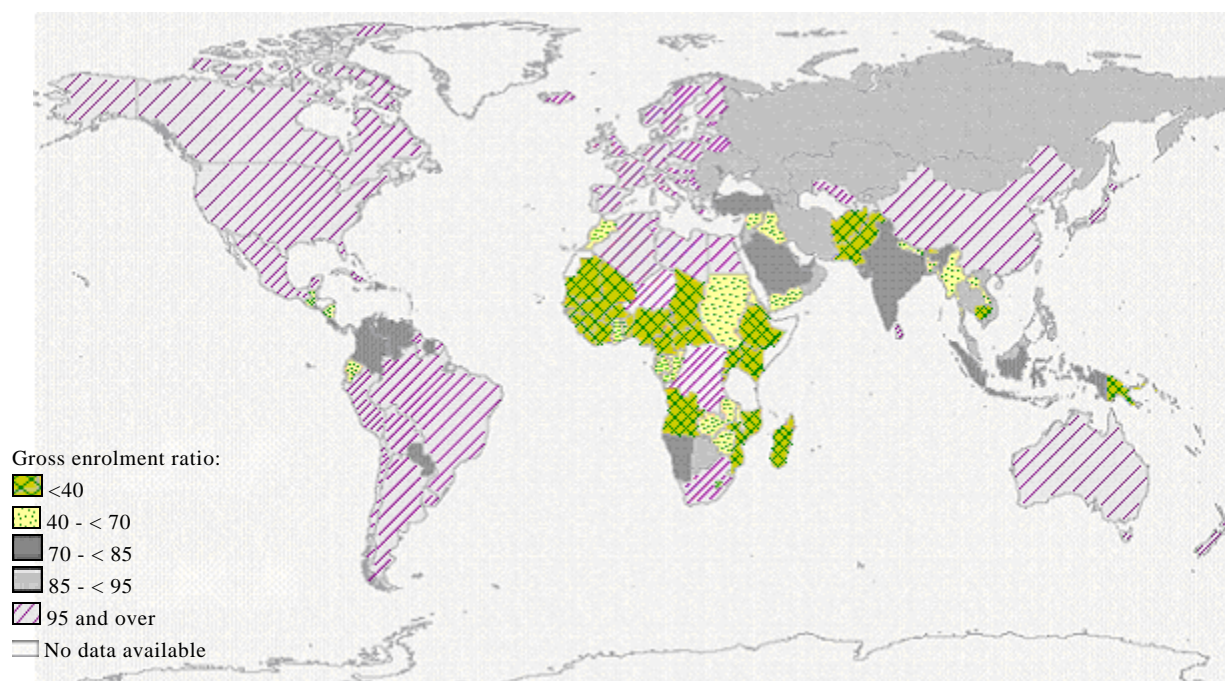 Gross enrolment ratio:
<40
40 - < 70
70 - < 85
85 - < 95
95 and over
No data available